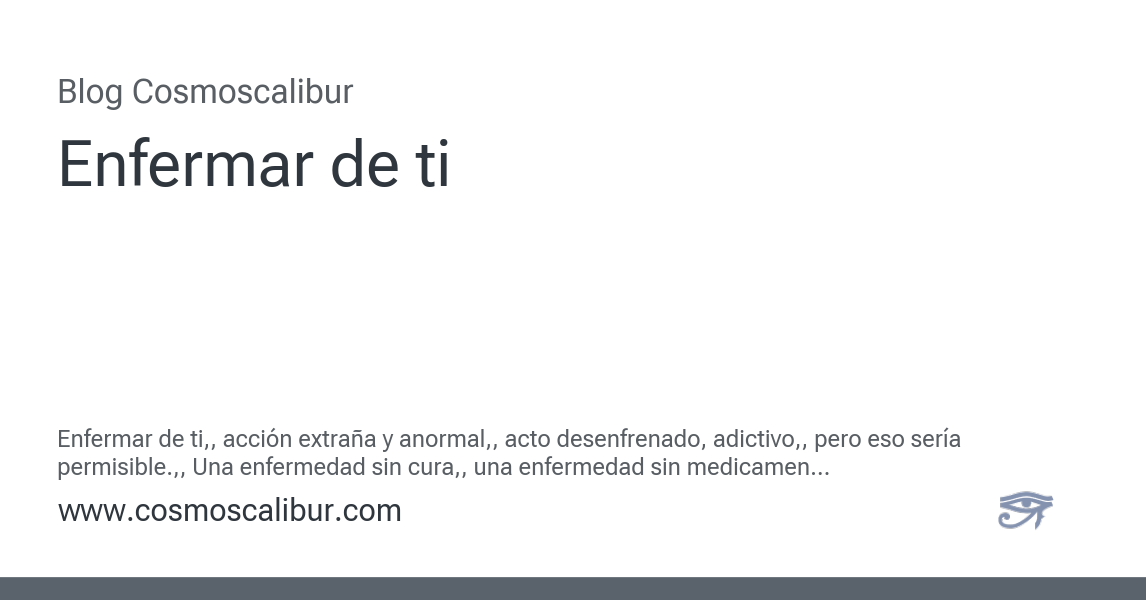 Blog Cosmoscalibur
Enfermar de ti
Enfermar de ti,, acción extraña y anormal,, acto desenfrenado, adictivo,, pero eso sería
permisible.,, Una enfermedad sin cura,, una enfermedad sin medicamen...
www.cosmoscalibur.com